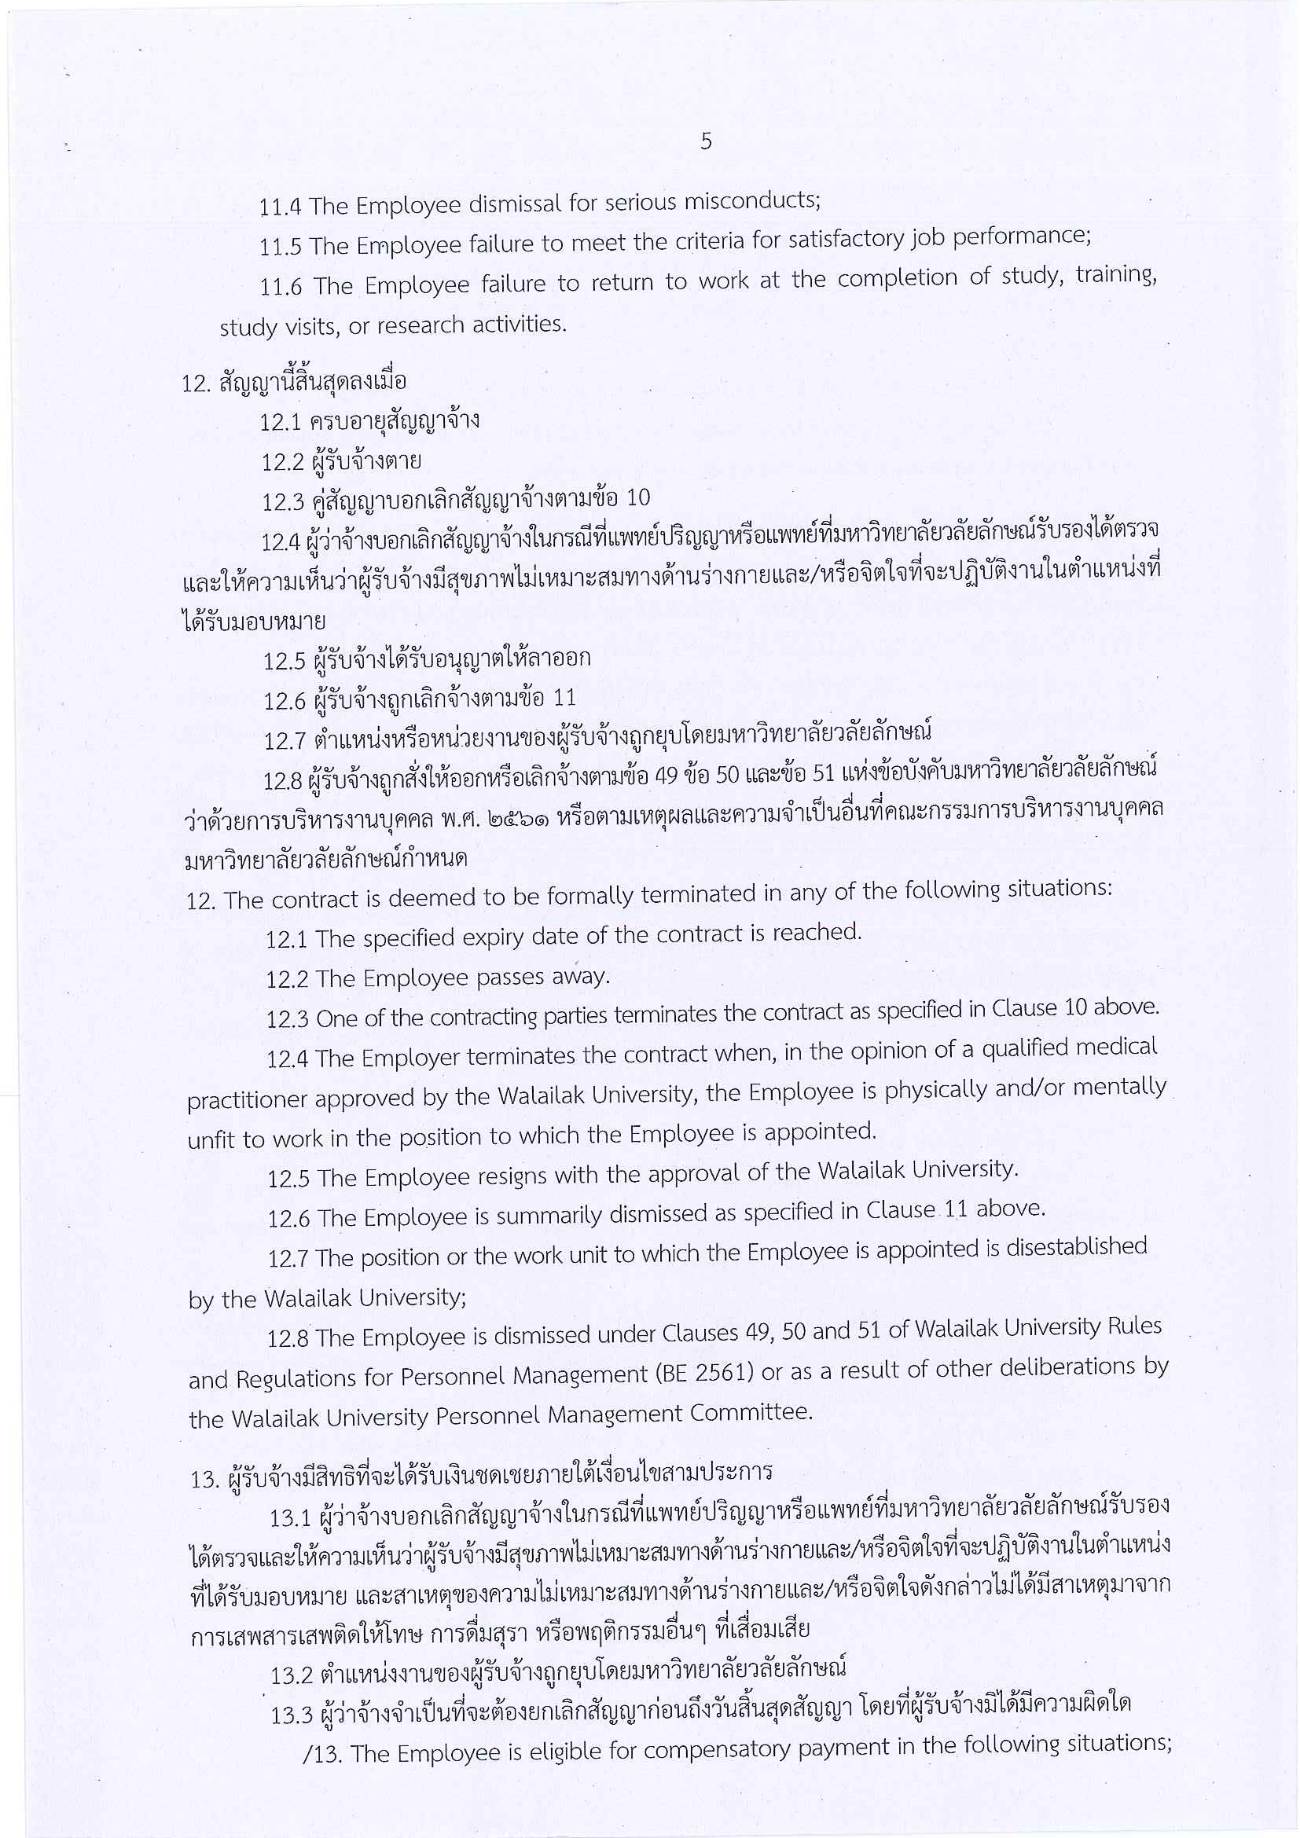 5
11.4 The Employee dismissal for serious misconducts;
11.5 The Employee failure to meet the criteria for satisfactory job performance;
11.6 The Employee failure to return to work at the completion of study, training,
study visits, or research activities.
12. สัญญานี้สิ้นสุดลงเมื่อ
12.1 ครบอายุสัญญาจ้าง
12.2 ผู้รับจ้างตาย
12.3 คู่สัญญาบอกเลิกสัญญาจ้างตามข้อ 10
12.4 ผู้ว่าจ้างบอกเลิกสัญญาจ้างในกรณีที่แพทย์ปริญญาหรือแพทย์ที่มหาวิทยาลัยวลัยลักษณ์รับรองได้ตรวจ
และให้ความเห็นว่าผู้รับจ้างมีสุขภาพไม่เหมาะสมทางด้านร่างกายและ/หรือจิตใจที่จะปฏิบัติงานในตำแหน่งที่
ได้รับมอบหมาย
12.5 ผู้รับจ้างได้รับอนุญาตให้ลาออก
12.6 ผู้รับจ้างถูกเลิกจ้างตามข้อ 11
12.7 ตำแหน่งหรือหน่วยงานของผู้รับจ้างถูกยุบโดยมหาวิทยาลัยวลัยลักษณ์
12.8 ผู้รับจ้างถูกสั่งให้ออกหรือเลิกจ้างตามข้อ 49 ข้อ 50 และข้อ 51 แห่งข้อบังคับมหาวิทยาลัยวลัยลักษณ์
ว่าด้วยการบริหารงานบุคคล พ.ศ. ๒๕๖๑ หรือตามเหตุผลและความจำเป็นอื่นที่คณะกรรมการบริหารงานบุคคล
มหาวิทยาลัยวลัยลักษณ์กำหนด
12. The contract is deemed to be formally terminated in any of the following situations:
12.1 The specified expiry date of the contract is reached.
12.2 The Employee passes away.
12.3 One of the contracting parties terminates the contract as specified in Clause 10 above.
12.4 The Employer terminates the contract when, in the opinion of a qualified medical
practitioner approved by the Walailak University, the Employee is physically and/or mentally
unfit to work in the position to which the Employee is appointed.
12.5 The Employee resigns with the approval of the Walailak University.
12.6 The Employee is summarily dismissed as specified in Clause 11 above.
12.7 The position or the work unit to which the Employee is appointed is disestablished
by the Walailak University;
12.8 The Employee is dismissed under Clauses 49, 50 and 51 of Walailak University Rules
and Regulations for Personnel Management (BE 2561) or as a result of other deliberations by
the Walailak University Personnel Management Committee.
13. ผู้รับจ้างมีสิทธิที่จะได้รับเงินชดเชยภายใต้เงื่อนไขสามประการ
13.1 ผู้ว่าจ้างบอกเลิกสัญญาจ้างในกรณีที่แพทย์ปริญญาหรือแพทย์ที่มหาวิทยาลัยวลัยลักษณ์รับรอง
ได้ตรวจและให้ความเห็นว่าผู้รับจ้างมีสุขภาพไม่เหมาะสมทางด้านร่างกายและ/หรือจิตใจที่จะปฏิบัติงานในตำแหน่ง
ที่ได้รับมอบหมาย และสาเหตุของความไม่เหมาะสมทางด้านร่างกายและ/หรือจิตใจดังกล่าวไม่ได้มีสาเหตุมาจาก
การเสพสารเสพติดให้โทษ การดื่มสุรา หรือพฤติกรรมอื่นๆ ที่เสื่อมเสีย
13.2 ตำแหน่งงานของผู้รับจ้างถูกยุบโดยมหาวิทยาลัยวลัยลักษณ์
13.3 ผู้ว่าจ้างจำเป็นที่จะต้องยกเลิกสัญญาก่อนถึงวันสิ้นสุดสัญญา โดยที่ผู้รับจ้างมิได้มีความผิดใด
/13. The Employee is eligible for compensatory payment in the following situations;